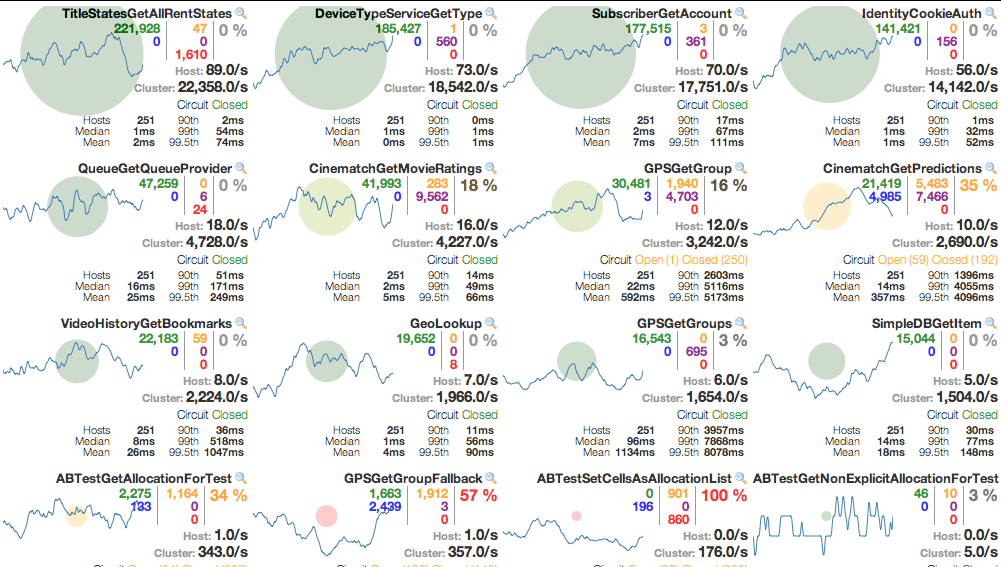 TitleStatesGetAllRentStates
221,928 47 0 %
0 0
1,610
Host: 89.0/s
Cluster: 22,358.0/s
Circuit Closed
Hosts 251 90th 2ms
Median 1ms 99th 54ms
Mean 2ms 99.5th 74ms
DeviceTypeServiceGetType
185,427 1 0 %
0 560
0
Host: 73.0/s
Cluster: 18,542.0/s
Circuit Closed
Hosts 251 90th 0ms
Median 1ms 99th 1ms
Mean 0ms 99.5th 1ms
SubscriberGetAccount
177,515 3 0 %
0 361
0
Host: 70.0/s
Cluster: 17,751.0/s
Circuit Closed
Hosts 251 90th 17ms
Median 2ms 99th 67ms
Mean 7ms 99.5th 111ms
IdentityCookieAuth
141,421 0 0 %
0 156
0
Host: 56.0/s
Cluster: 14,142.0/s
Circuit Closed
Hosts 251 90th 1ms
Median 1ms 99th 32ms
Mean 1ms 99.5th 52ms
QueueGetQueueProvider
47,259 0 0 %
0 6
24
Host: 18.0/s
Cluster: 4,728.0/s
Circuit Closed
Hosts 251 90th 51ms
Median 16ms 99th 171ms
Mean 25ms 99.5th 249ms
CinematchGetMovieRatings
41,993 283 18 %
0 9,562
0
Host: 16.0/s
Cluster: 4,227.0/s
Circuit Closed
Hosts 251 90th 14ms
Median 2ms 99th 49ms
Mean 5ms 99.5th 66ms
GPSGetGroup
30,481 1,940 16 %
3 4,703
0
Host: 12.0/s
Cluster: 3,242.0/s
Circuit Open (1) Closed (250)
Hosts 251 90th 2603ms
Median 22ms 99th 5116ms
Mean 592ms 99.5th 5173ms
CinematchGetPredictions
21,419 5,483 35 %
4,985 7,466
0
Host: 10.0/s
Cluster: 2,690.0/s
Circuit Open (59) Closed (192)
Hosts 251 90th 1396ms
Median 14ms 99th 4055ms
Mean 357ms 99.5th 4096ms
VideoHistoryGetBookmarks
22,183 59 0 %
0 0
0
Host: 8.0/s
Cluster: 2,224.0/s
Circuit Closed
Hosts 251 90th 36ms
Median 8ms 99th 518ms
Mean 26ms 99.5th 1047ms
GeoLookup
19,652 0 0 %
0 0
8
Host: 7.0/s
Cluster: 1,966.0/s
Circuit Closed
Hosts 251 90th 11ms
Median 1ms 99th 56ms
Mean 4ms 99.5th 90ms
GPSGetGroups
16,543 0 3 %
0 695
0
Host: 6.0/s
Cluster: 1,654.0/s
Circuit Closed
Hosts 251 90th 3957ms
Median 96ms 99th 7868ms
Mean 1134ms 99.5th 8078ms
SimpleDBGetItem
15,044 0 0 %
0 0
0
Host: 5.0/s
Cluster: 1,504.0/s
Circuit Closed
Hosts 251 90th 30ms
Median 14ms 99th 77ms
Mean 18ms 99.5th 148ms
ABTestGetAllocationForTest
2,275 1,164 34 %
133 0
0
Host: 1.0/s
Cluster: 343.0/s
GPSGetGroupFallback
1,663 1,912 57 %
2,439 3
0
Host: 1.0/s
Cluster: 357.0/s
ABTestSetCellsAsAllocationList
0 901 100 %
196 0
860
Host: 0.0/s
Cluster: 176.0/s
ABTestGetNonExplicitAllocationForTest
46 10 3 %
0 0
0
Host: 0.0/s
Cluster: 5.0/s